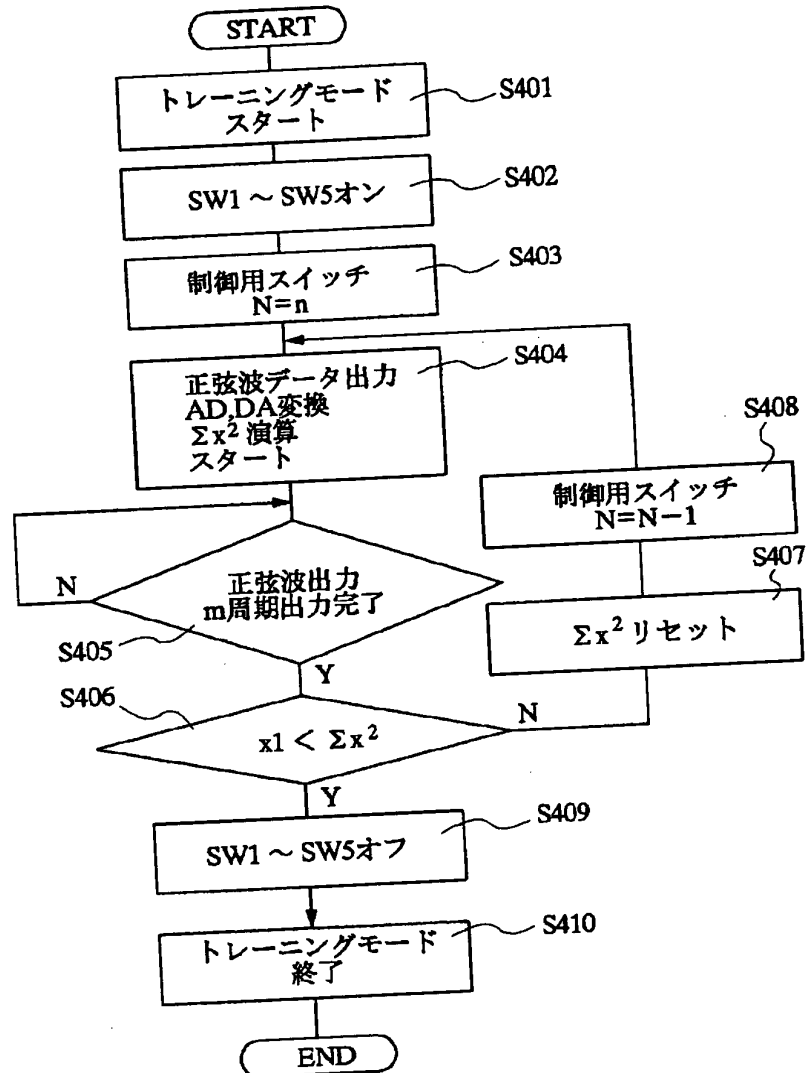 START
トレーニングモード
スタート
S401
SW1 ～ SW5オン
S402
制御用スイッチ
N=n
S403
正弦波データ出力
AD,DA変換
Σx² 演算
スタート
S404
S408
制御用スイッチ
N=N－1
S407
Σx² リセット
N
正弦波出力
m周期出力完了
S405
Y
S406
x1 < Σx²
N
Y
S409
SW1 ～ SW5オフ
S410
トレーニングモード
終了
END